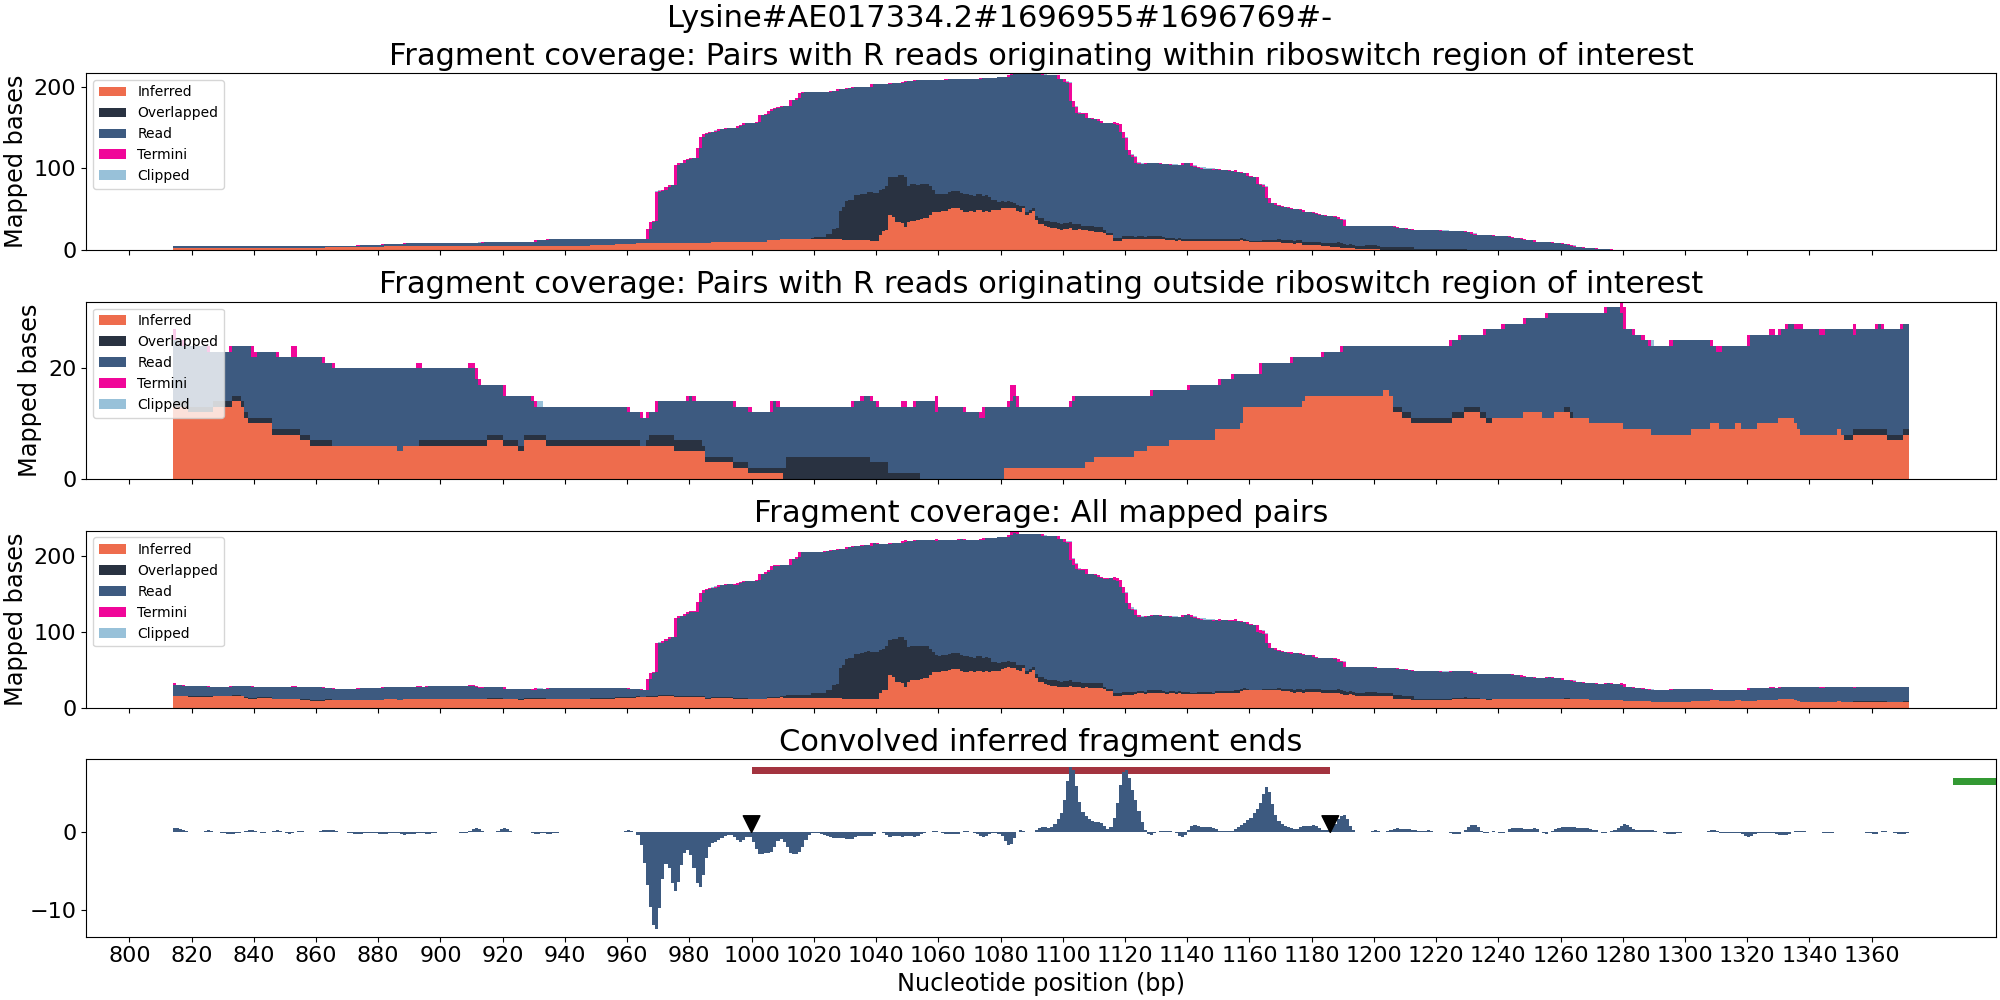 Lysine#AE017334.2#1696955#1696769#-
Fragment coverage: Pairs with R reads originating within riboswitch region of interest
Mapped bases
200
100
0
Inferred
Overlapped
Read
Termini
Clipped
Fragment coverage: Pairs with R reads originating outside riboswitch region of interest
Mapped bases
20
0
Inferred
Overlapped
Read
Termini
Clipped
Fragment coverage: All mapped pairs
Mapped bases
200
100
0
Inferred
Overlapped
Read
Termini
Clipped
Convolved inferred fragment ends
0
−10
800 820 840 860 880 900 920 940 960 980 1000 1020 1040 1060 1080 1100 1120 1140 1160 1180 1200 1220 1240 1260 1280 1300 1320 1340 1360
Nucleotide position (bp)